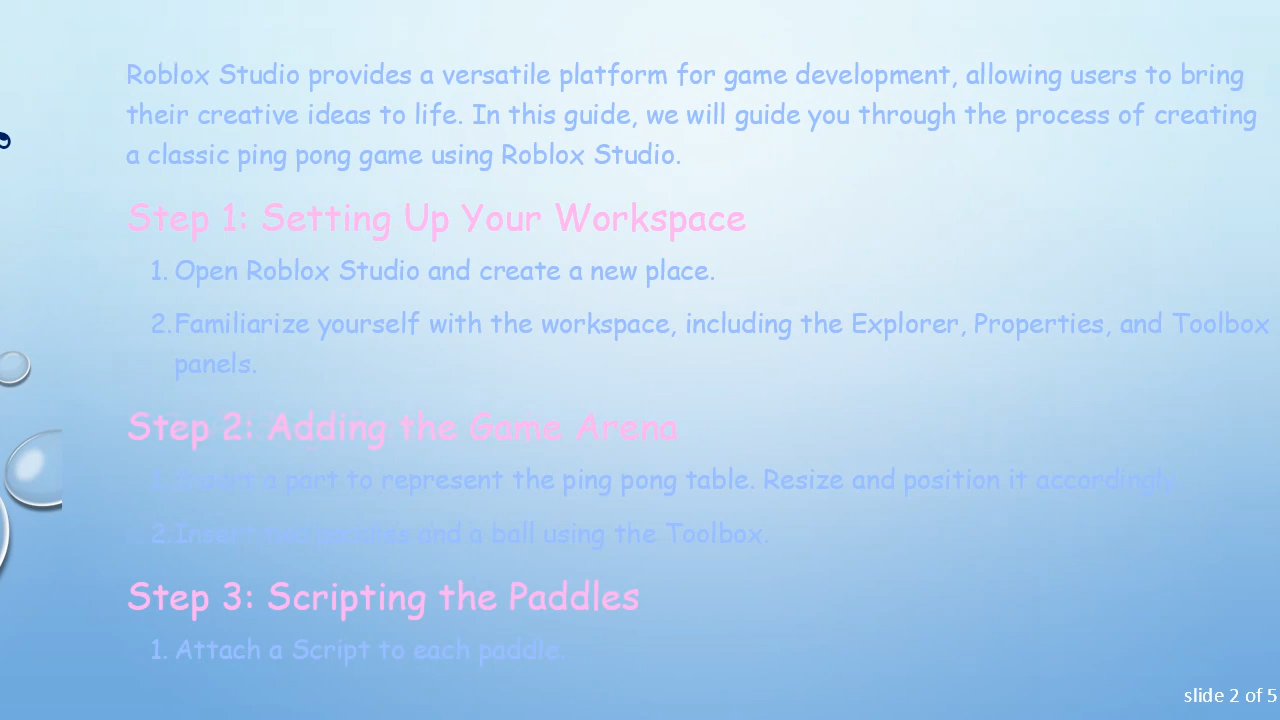 Roblox Studio provides a versatile platform for game development, allowing users to bring
their creative ideas to life. In this guide, we will guide you through the process of creating
a classic ping pong game using Roblox Studio.
Step 1: Setting Up Your Workspace
1. Open Roblox Studio and create a new place.
2. Familiarize yourself with the workspace, including the Explorer, Properties, and Toolbox
panels.
Step 2: Adding the Game Arena
1. Insert a part to represent the ping pong table. Resize and position it accordingly.
2. Insert two paddles and a ball using the Toolbox.
Step 3: Scripting the Paddles
1. Attach a Script to each paddle.
slide 2 of 5